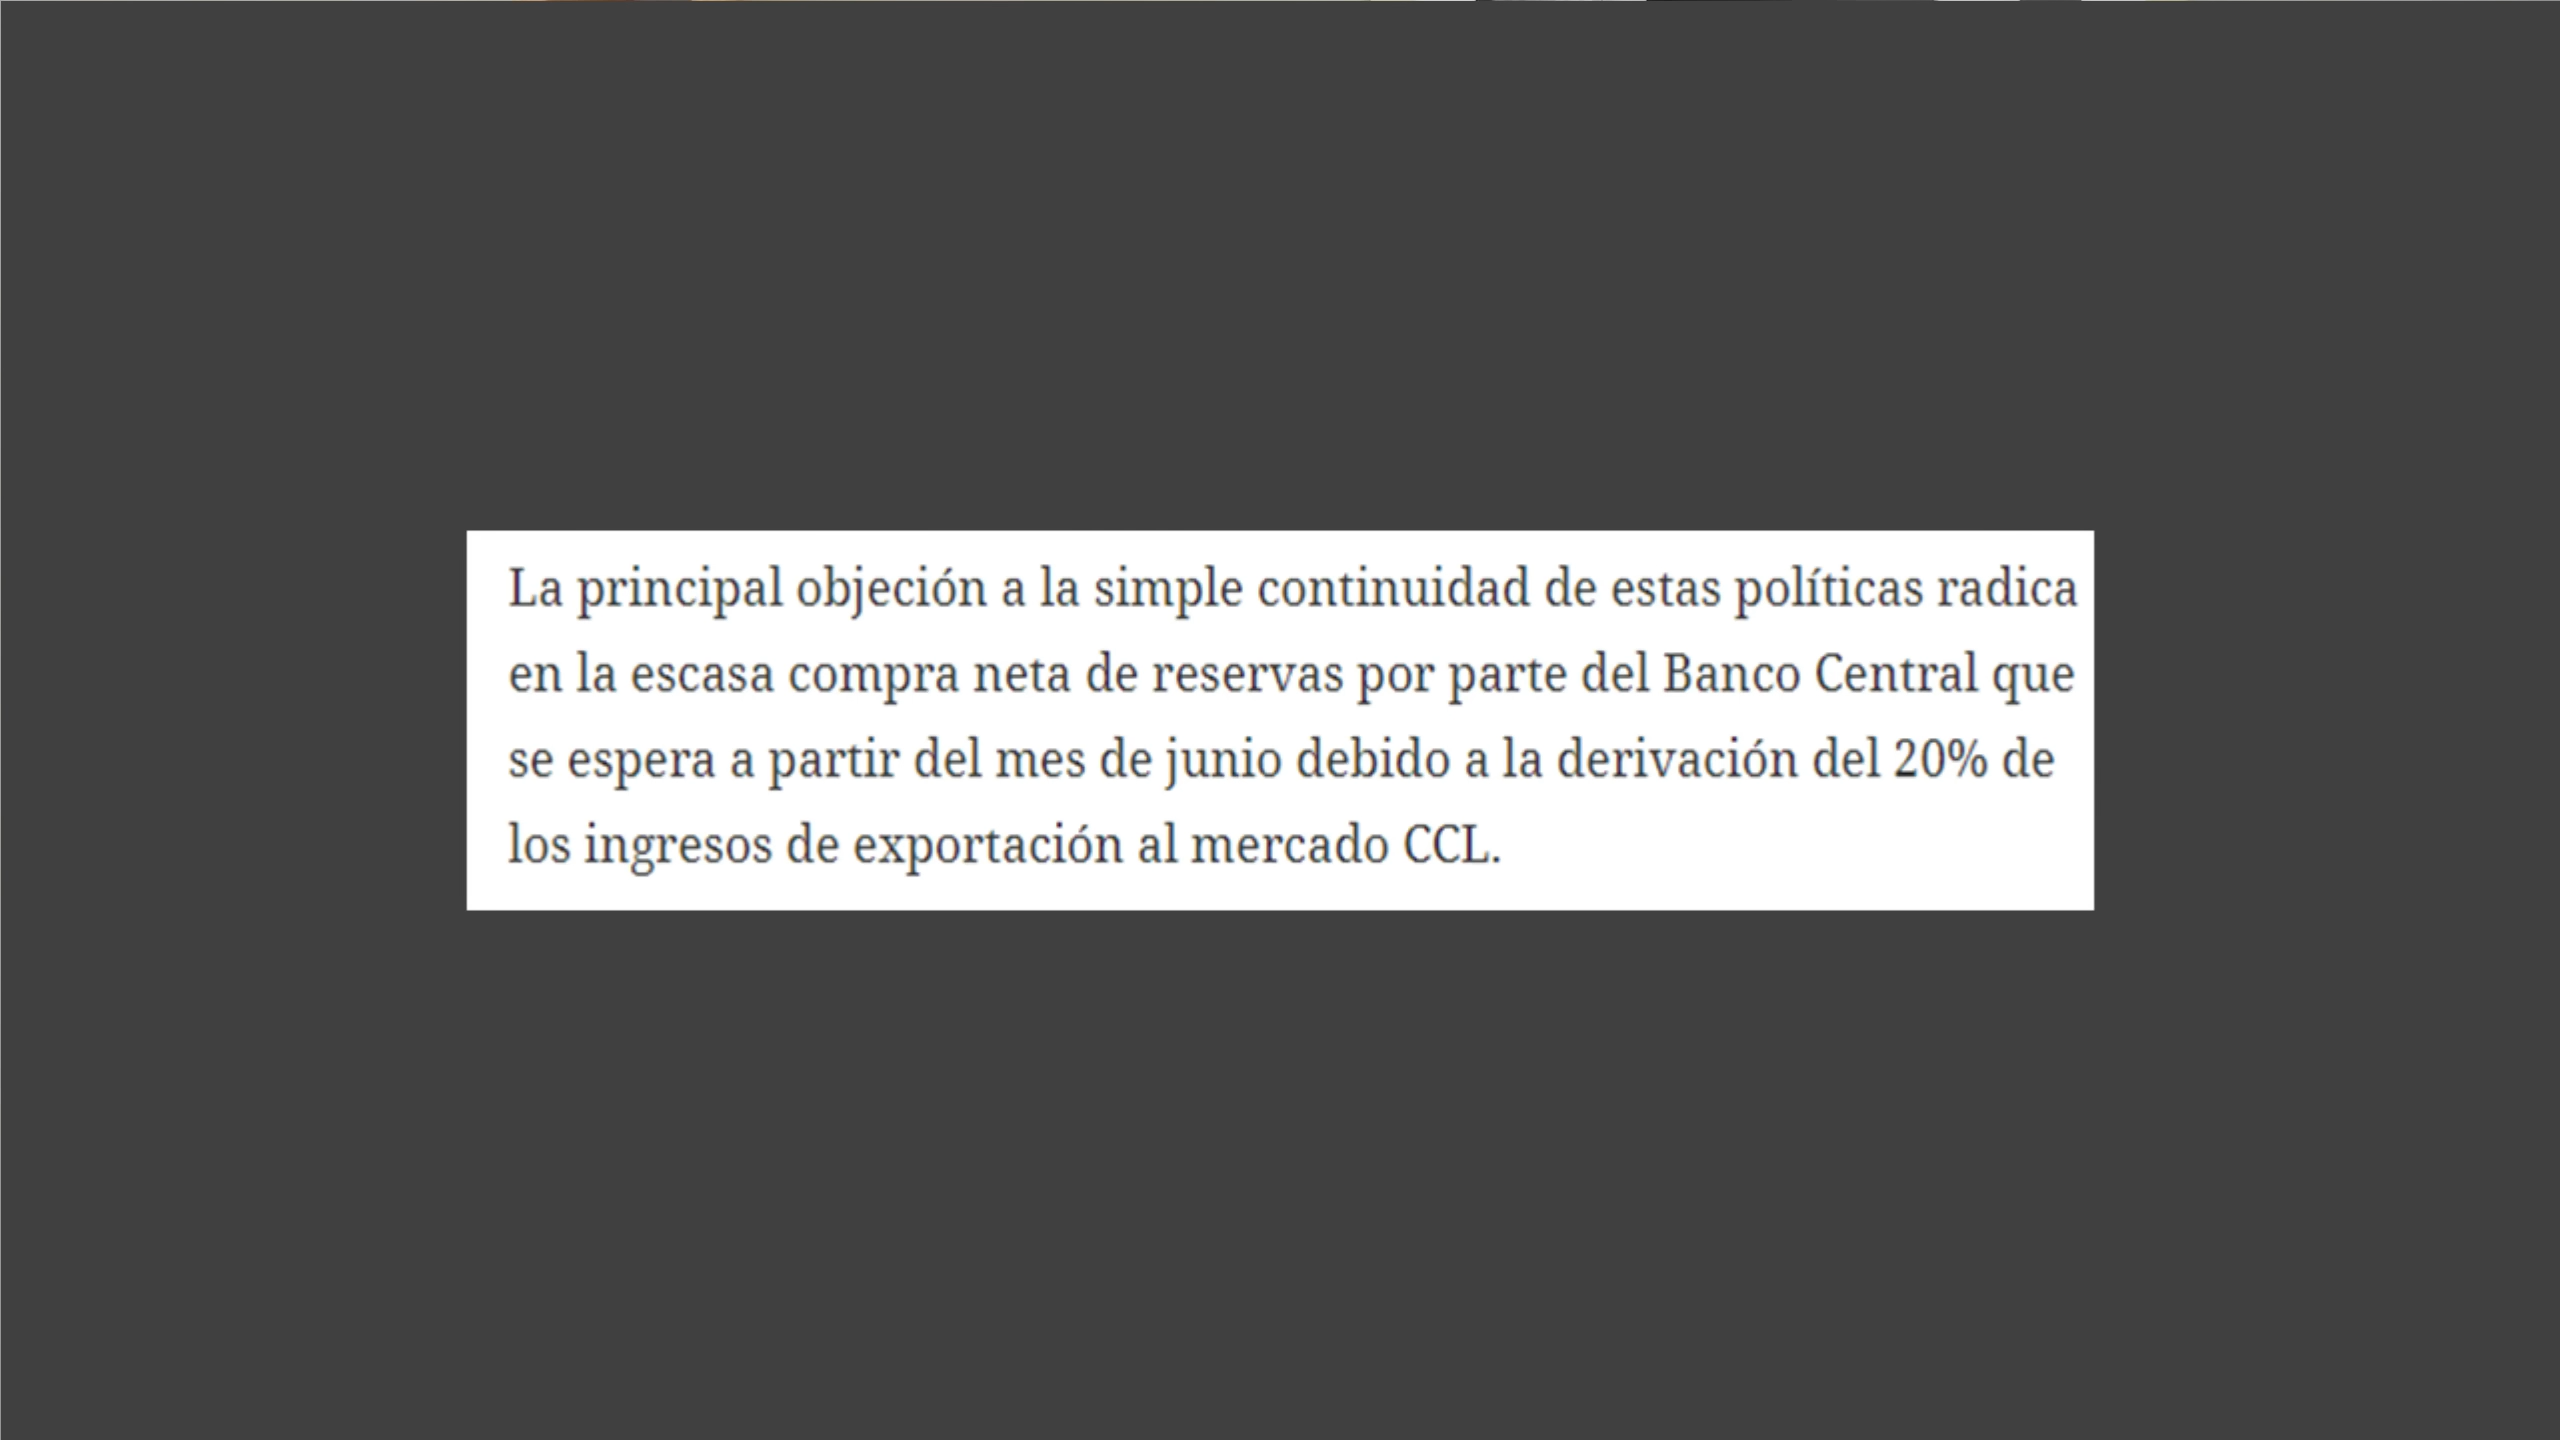 La principal objeción a la simple continuidad de estas políticas radica
en la escasa compra neta de reservas por parte del Banco Central que
se espera a partir del mes de junio debido a la derivación del 20% de
los ingresos de exportación al mercado CCL.